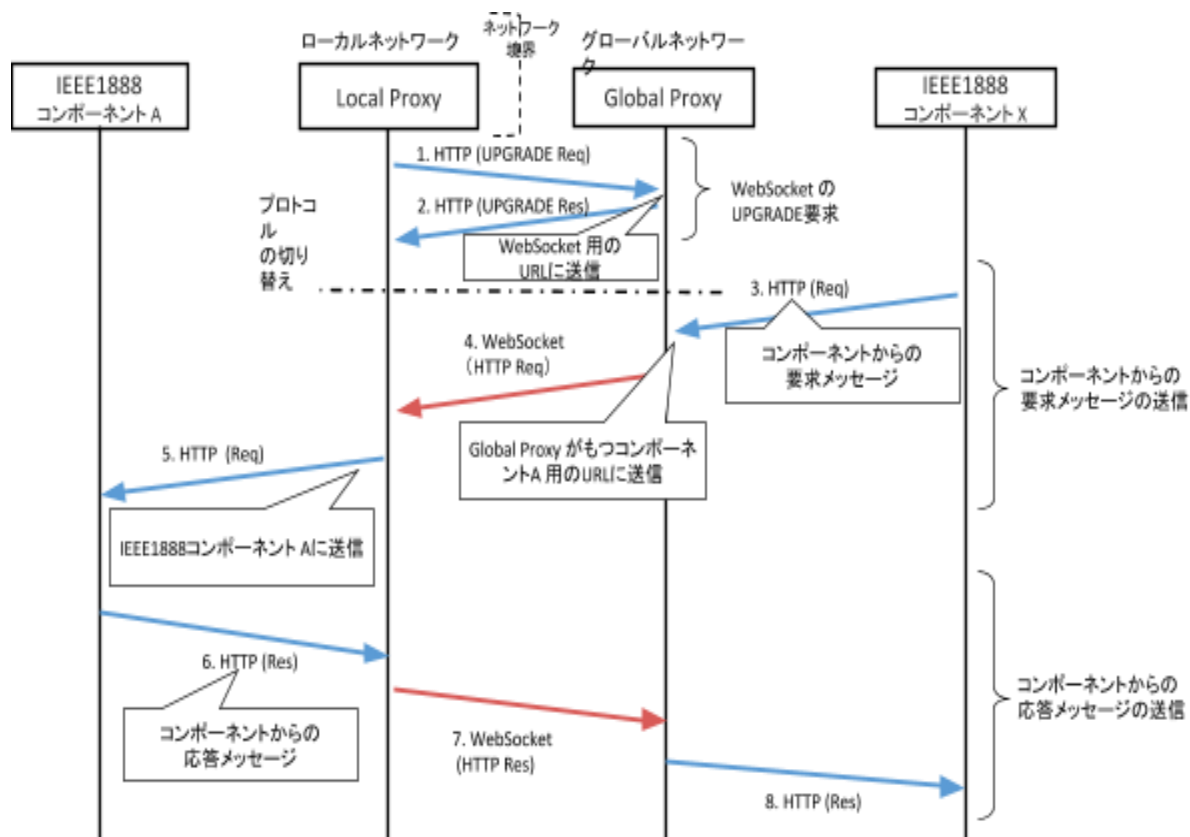 ローカルネットワーク
ネットワーク
境界
グローバルネットワー
ク
IEEE1888
コンポーネント A
Local Proxy
Global Proxy
IEEE1888
コンポーネント X
1. HTTP (UPGRADE Req)
WebSocket の
UPGRADE要求
2. HTTP (UPGRADE Res)
プロトコ
ル
の切り
替え
WebSocket 用の
URLに送信
3. HTTP (Req)
4. WebSocket
(HTTP Req)
コンポーネントからの
要求メッセージ
コンポーネントからの
要求メッセージの送信
5. HTTP (Req)
Global Proxy がもつコンポーネ
ントA 用のURLに送信
IEEE1888コンポーネント Aに送信
6. HTTP (Res)
コンポーネントからの
応答メッセージ
コンポーネントからの
応答メッセージの送信
7. WebSocket
(HTTP Res)
8. HTTP (Res)